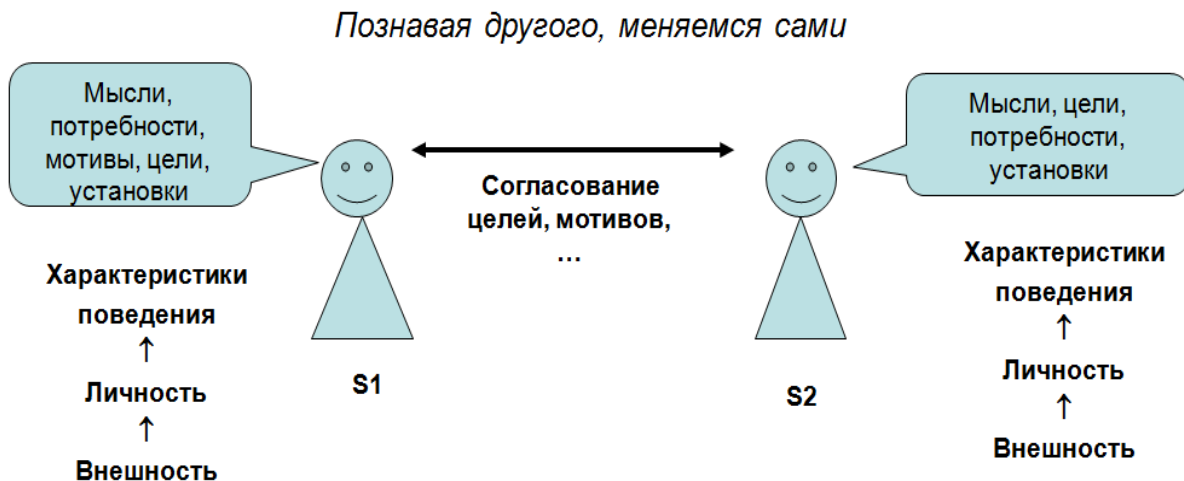 Познавая другого, меняемся сами
Мысли,
потребности,
мотивы, цели,
установки
Мысли, цели,
потребности,
установки
Согласование
целей, мотивов,
...
Характеристики
поведения
↑
Личность
↑
Внешность
S1
S2
Характеристики
поведения
↑
Личность
↑
Внешность